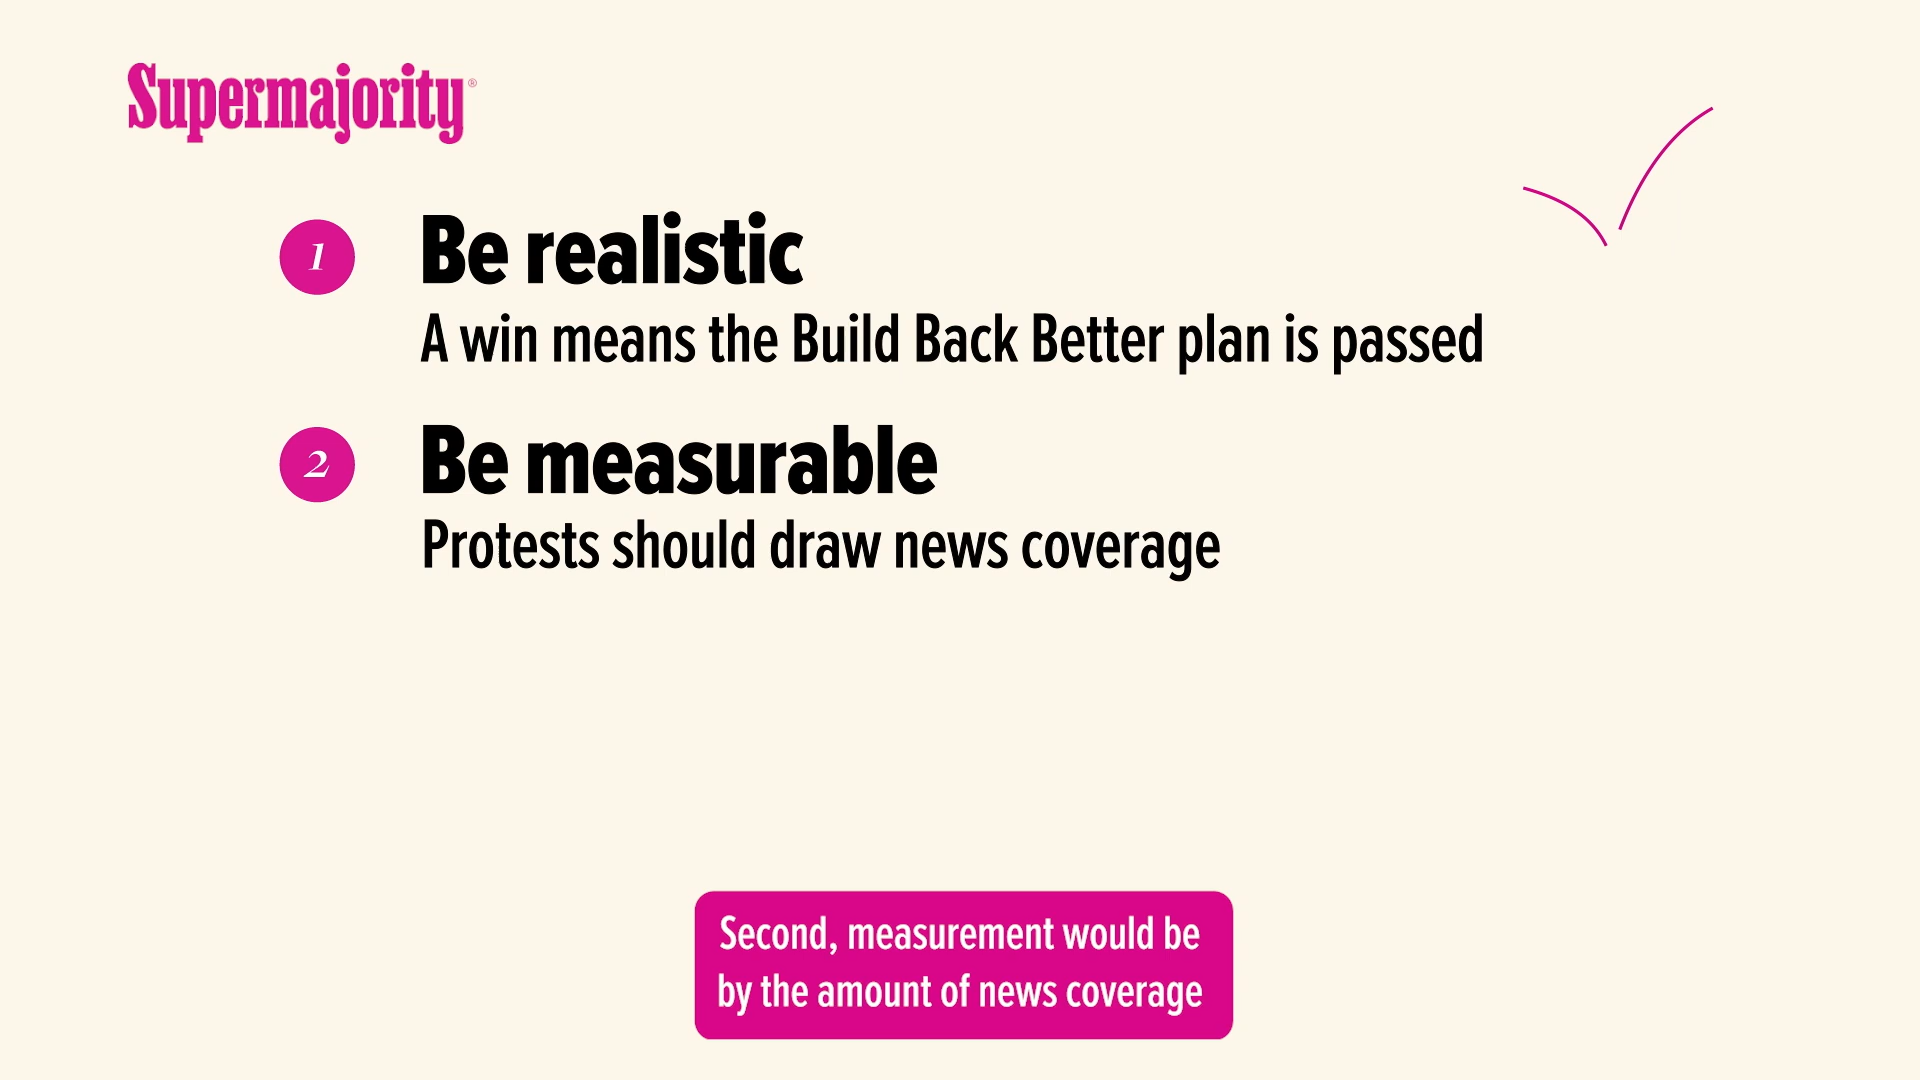 Supermajority®
1 Be realistic
A win means the Build Back Better plan is passed
2 Be measurable
Protests should draw news coverage
Second, measurement would be
by the amount of news coverage